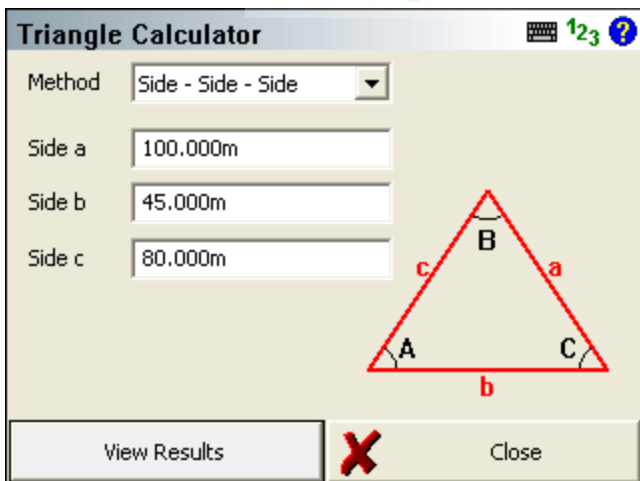 Triangle Calculator 123 ?
Method Side - Side - Side
Side a 100.000m
Side b 45.000m
Side c 80.000m
B
c a
A C
b
View Results Close